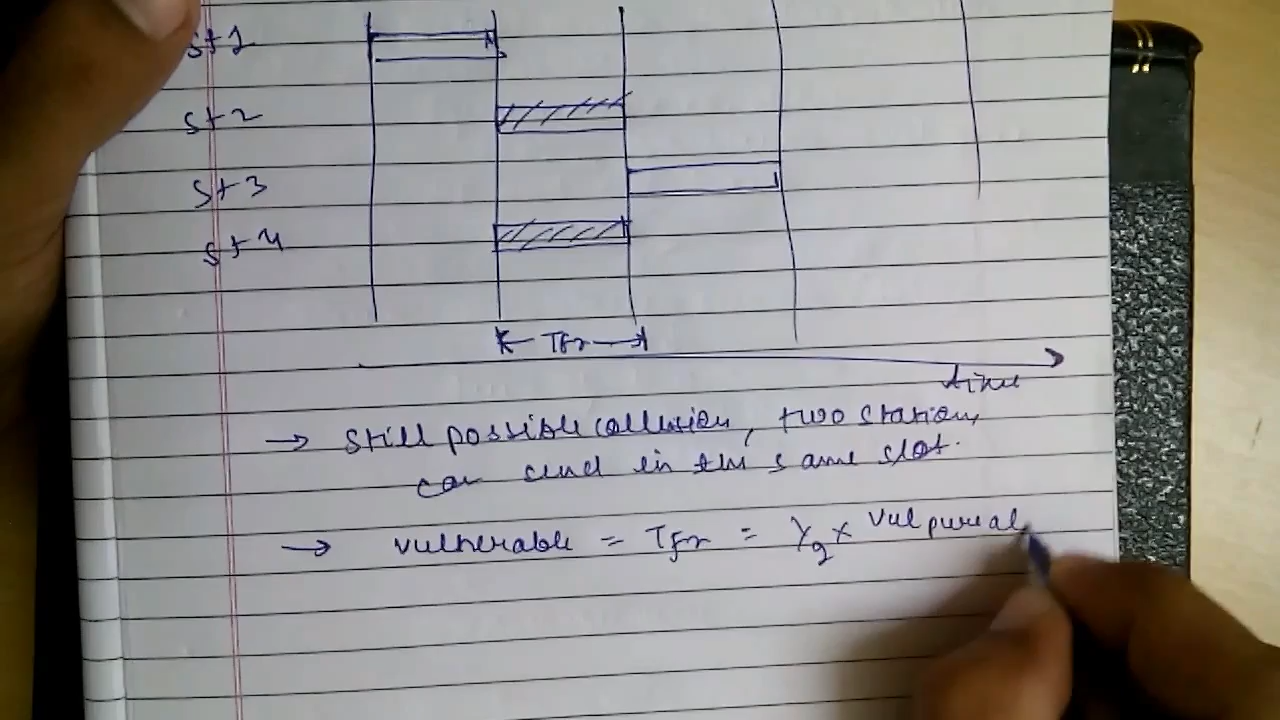 St 1
St 2
St 3
St 4
Tfr
time
→ still possible collusion, two stations
can send in the same slot.
→ vulnerable = Tfr = 1/2 x vul pure al